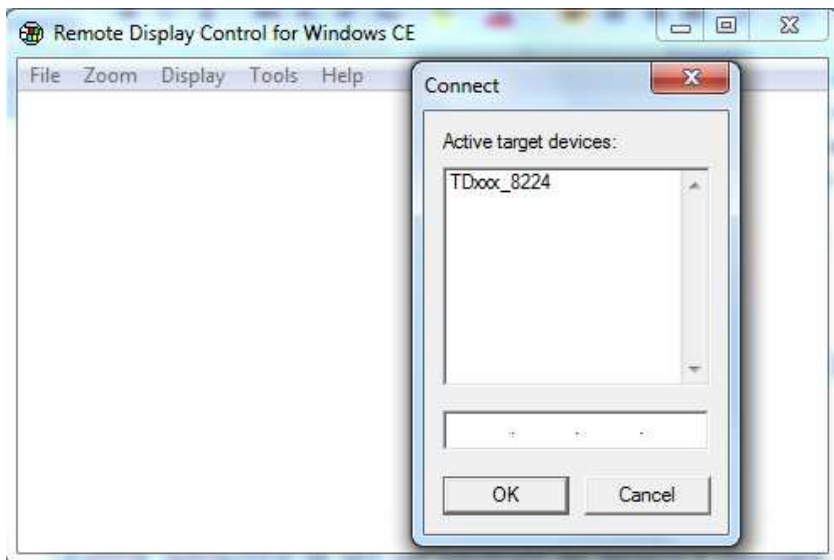 Remote Display Control for Windows CE
File Zoom Display Tools Help
Connect
Active target devices:
TDxxx_8224
. . .
OK Cancel